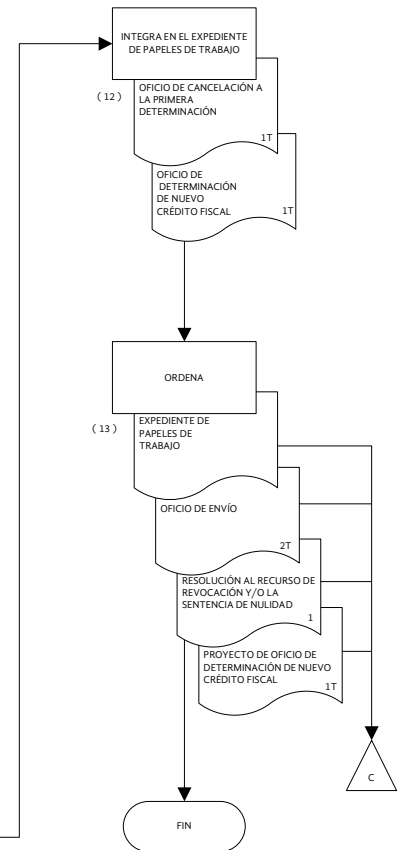 INTEGRA EN EL EXPEDIENTE
DE PAPELES DE TRABAJO
( 12 )
OFICIO DE CANCELACIÓN A
LA PRIMERA
DETERMINACIÓN
1T
OFICIO DE
DETERMINACIÓN
DE NUEVO
CRÉDITO FISCAL
1T
ORDENA
( 13 )
EXPEDIENTE DE
PAPELES DE
TRABAJO
OFICIO DE ENVÍO
2T
RESOLUCIÓN AL RECURSO DE
REVOCACIÓN Y/O LA
SENTENCIA DE NULIDAD
1
PROYECTO DE OFICIO DE
DETERMINACIÓN DE NUEVO
CRÉDITO FISCAL
1T
C
FIN